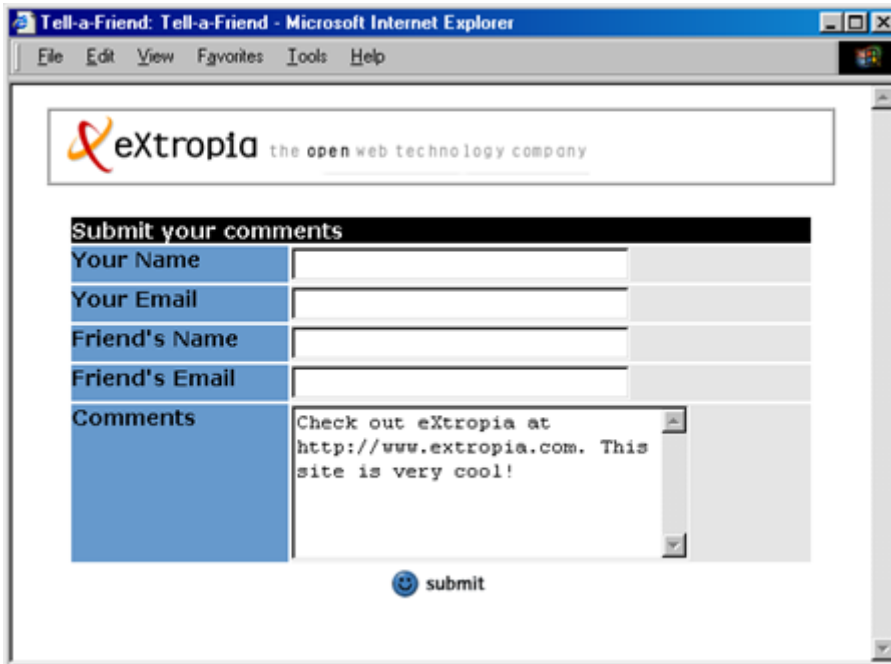 Tell-a-Friend: Tell-a-Friend - Microsoft Internet Explorer
File Edit View Favorites Tools Help
eXtropia the open web technology company
Submit your comments
Your Name
Your Email
Friend's Name
Friend's Email
Comments
Check out eXtropia at
http://www.extropia.com. This
site is very cool!
submit